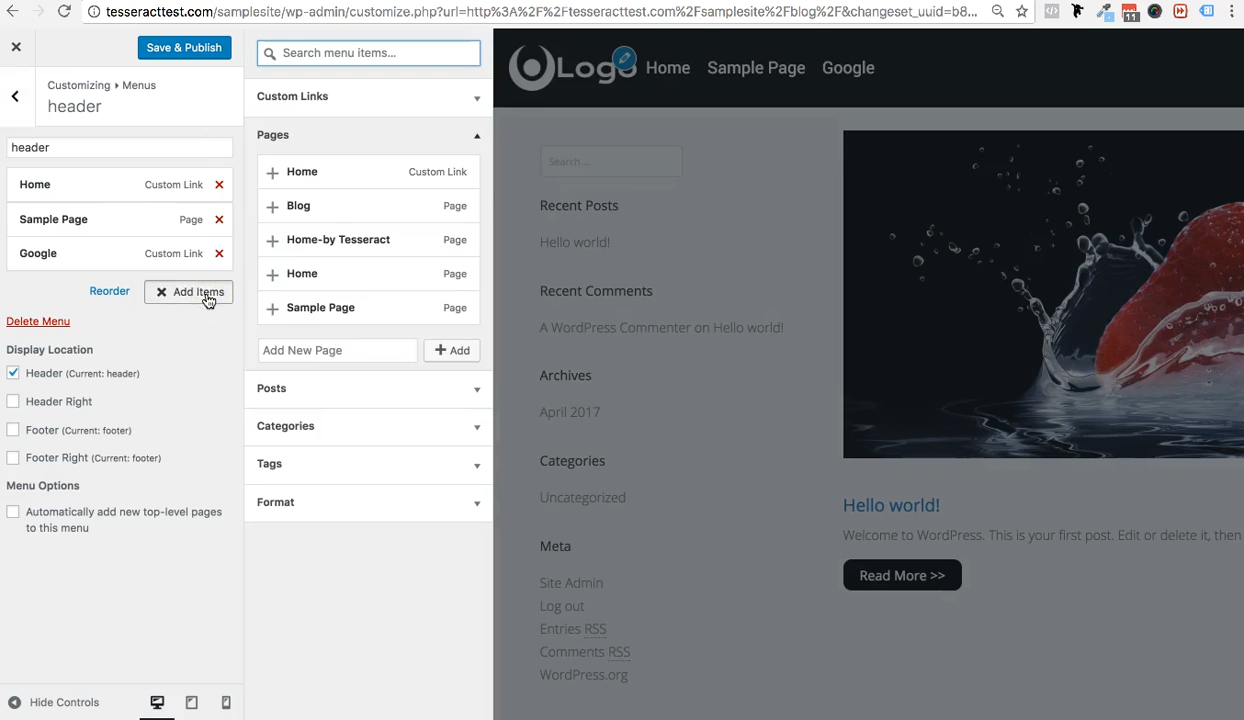 tesseracttest.com/samplesite/wp-admin/customize.php?url=http%3A%2F%2Ftesseracttest.com%2Fsamplesite%2Fblog%2F&changeset_uuid=b8...
11
Save & Publish
Customizing ▸ Menus
header
header
Home Custom Link
Sample Page Page
Google Custom Link
Reorder Add Items
Delete Menu
Display Location
Header (Current: header)
Header Right
Footer (Current: footer)
Footer Right (Current: footer)
Menu Options
Automatically add new top-level pages
to this menu
Hide Controls
Search menu items...
Custom Links
Pages
Home Custom Link
Blog Page
Home-by Tesseract Page
Home Page
Sample Page Page
Add New Page + Add
Posts
Categories
Tags
Format
Logo Home Sample Page Google
Search ...
Recent Posts
Hello world!
Recent Comments
A WordPress Commenter on Hello world!
Archives
April 2017
Categories
Uncategorized
Meta
Site Admin
Log out
Entries RSS
Comments RSS
WordPress.org
Hello world!
Welcome to WordPress. This is your first post. Edit or delete it, then
Read More >>